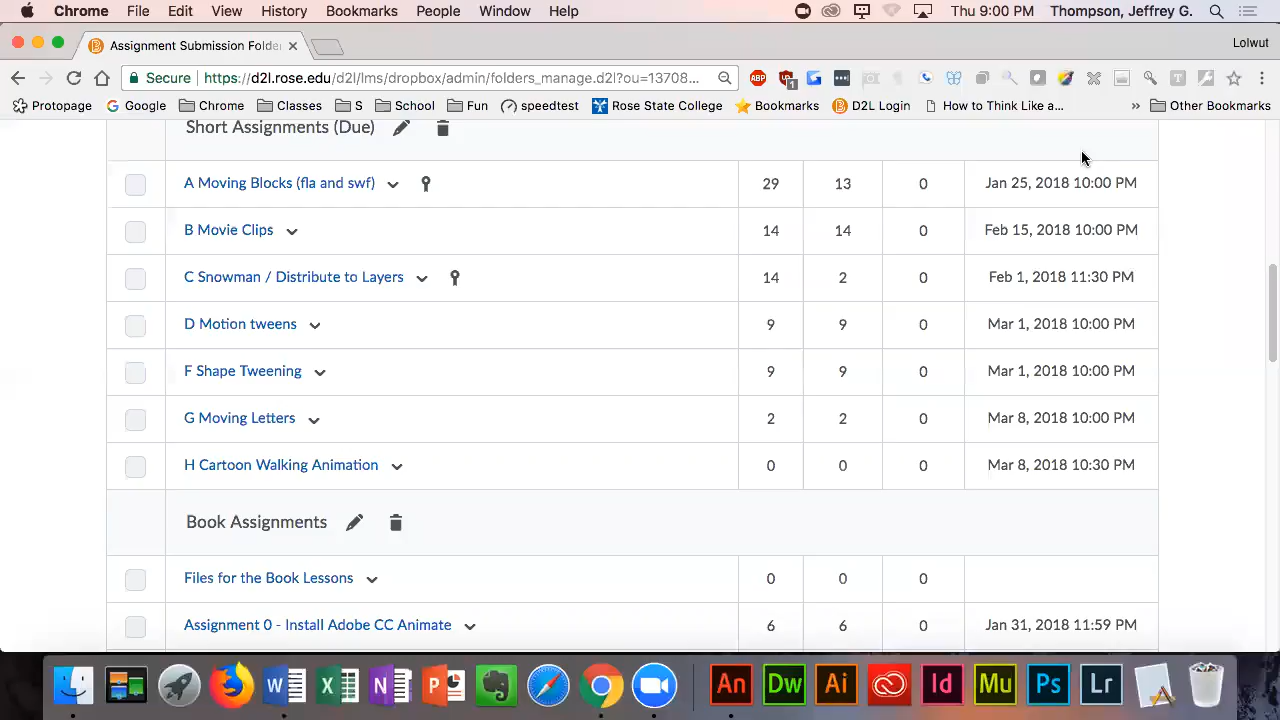 Chrome File Edit View History Bookmarks People Window Help Thu 9:00 PM Thompson, Jeffrey G.
Assignment Submission Folde Lolwut
Secure https://d2l.rose.edu/d2l/lms/dropbox/admin/folders_manage.d2l?ou=13708... ABP 1
Protopage Google Chrome Classes S School Fun speedtest Rose State College Bookmarks D2L Login How to Think Like a... » Other Bookmarks
Short Assignments (Due)
A Moving Blocks (fla and swf) 29 13 0 Jan 25, 2018 10:00 PM
B Movie Clips 14 14 0 Feb 15, 2018 10:00 PM
C Snowman / Distribute to Layers 14 2 0 Feb 1, 2018 11:30 PM
D Motion tweens 9 9 0 Mar 1, 2018 10:00 PM
F Shape Tweening 9 9 0 Mar 1, 2018 10:00 PM
G Moving Letters 2 2 0 Mar 8, 2018 10:00 PM
H Cartoon Walking Animation 0 0 0 Mar 8, 2018 10:30 PM
Book Assignments
Files for the Book Lessons 0 0 0
Assignment 0 - Install Adobe CC Animate 6 6 0 Jan 31, 2018 11:59 PM
W X N P An Dw Ai Id Mu Ps Lr